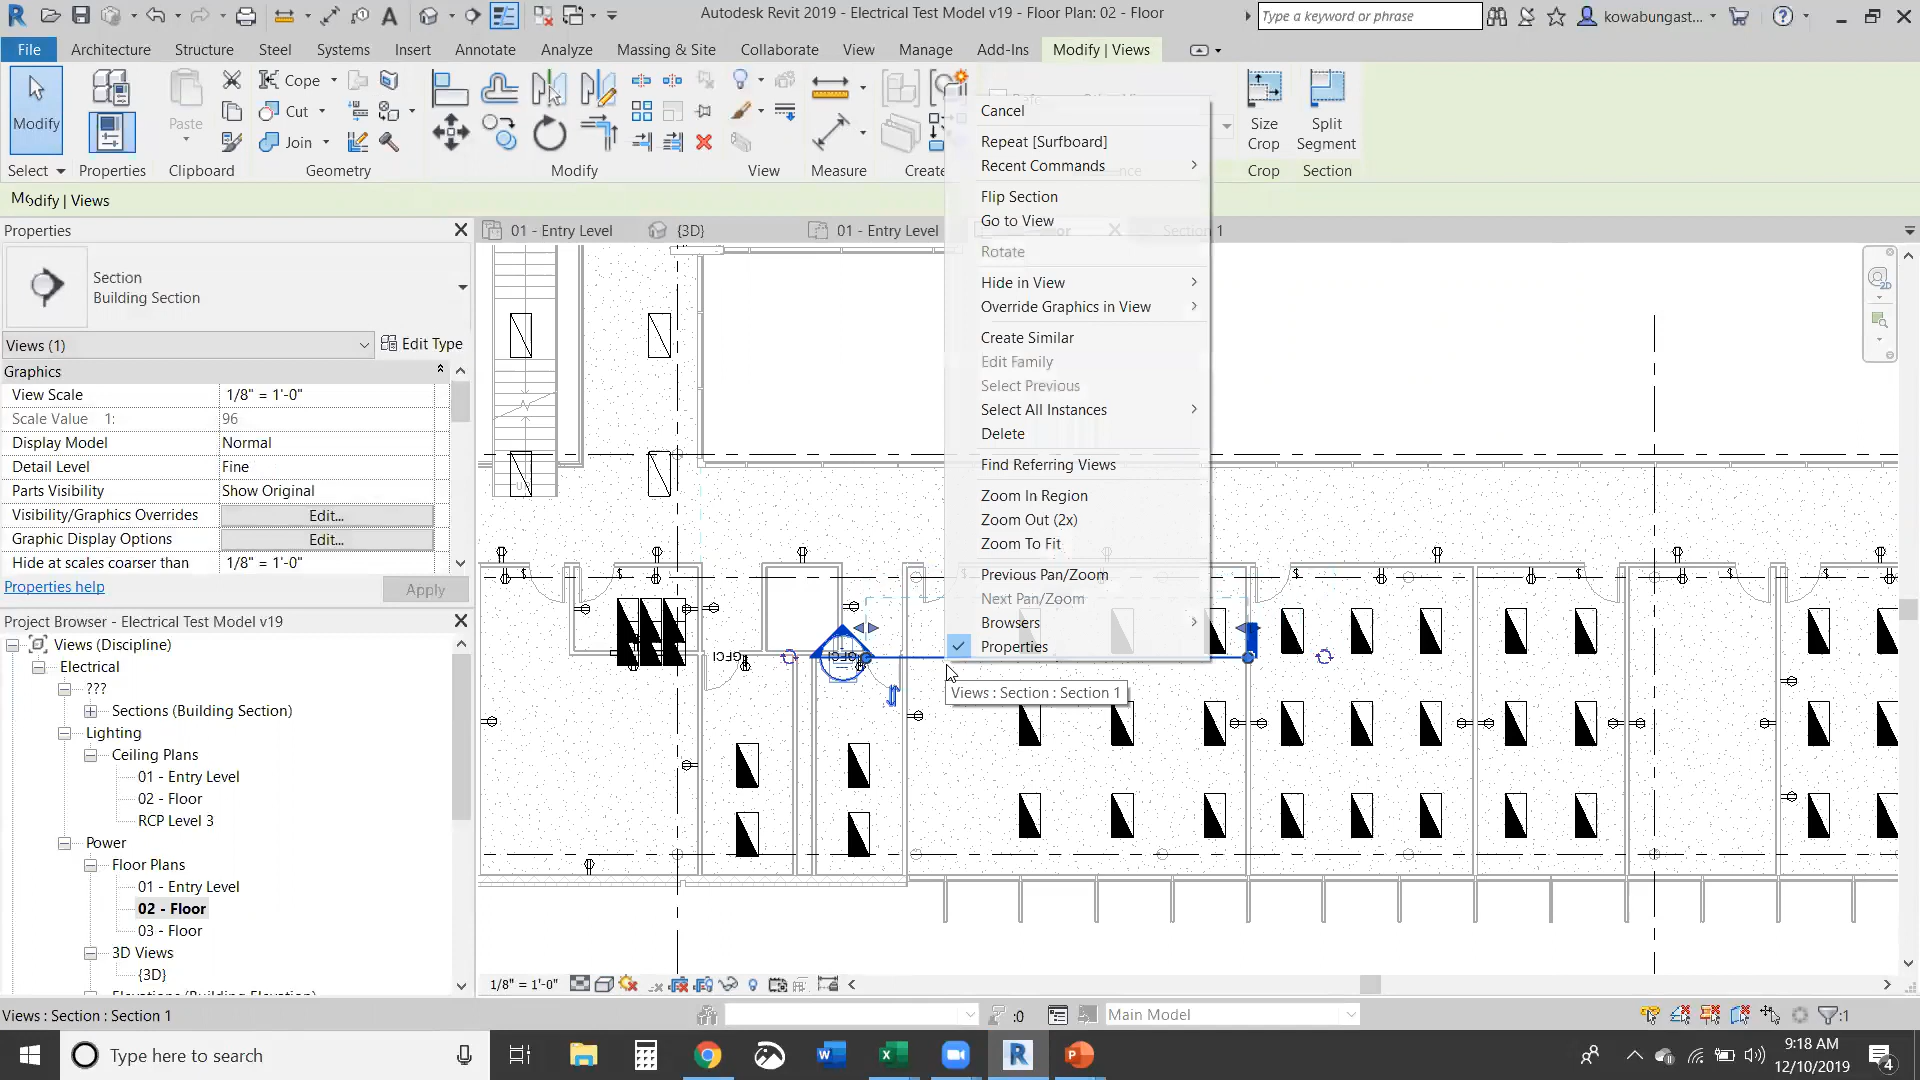 Autodesk Revit 2019 - Electrical Test Model v19 - Floor Plan: 02 - Floor
Type a keyword or phrase
kowabungast...
File
Architecture
Structure
Steel
Systems
Insert
Annotate
Analyze
Massing & Site
Collaborate
View
Manage
Add-Ins
Modify | Views
Modify
Paste
Cope
Cut
Join
Size
Crop
Split
Segment
Select
Properties
Clipboard
Geometry
Modify
View
Measure
Create
Crop
Section
Modify | Views
Properties
01 - Entry Level
{3D}
01 - Entry Level
Section 1
Section
Building Section
Views (1)
Edit Type
Graphics
View Scale
1/8" = 1'-0"
Scale Value 1:
96
Display Model
Normal
Detail Level
Fine
Parts Visibility
Show Original
Visibility/Graphics Overrides
Edit...
Graphic Display Options
Edit...
Hide at scales coarser than
1/8" = 1'-0"
Properties help
Apply
Project Browser - Electrical Test Model v19
Views (Discipline)
Electrical
???
Sections (Building Section)
Lighting
Ceiling Plans
01 - Entry Level
02 - Floor
RCP Level 3
Power
Floor Plans
01 - Entry Level
02 - Floor
03 - Floor
3D Views
{3D}
Elevations (Building Elevation)
Cancel
Repeat [Surfboard]
Recent Commands
Flip Section
Go to View
Rotate
Hide in View
Override Graphics in View
Create Similar
Edit Family
Select Previous
Select All Instances
Delete
Find Referring Views
Zoom In Region
Zoom Out (2x)
Zoom To Fit
Previous Pan/Zoom
Next Pan/Zoom
Browsers
Properties
Views : Section : Section 1
GFCI
GFCI
2D
1/8" = 1'-0"
Views : Section : Section 1
:0
Main Model
:1
Type here to search
9:18 AM
12/10/2019
4